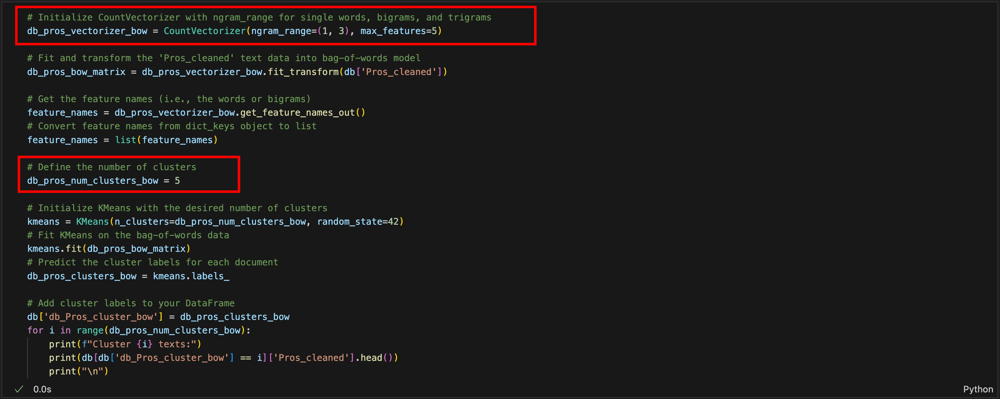 # Initialize CountVectorizer with ngram_range for single words, bigrams, and trigrams
db_pros_vectorizer_bow = CountVectorizer(ngram_range=(1, 3), max_features=5)
# Fit and transform the 'Pros_cleaned' text data into bag-of-words model
db_pros_bow_matrix = db_pros_vectorizer_bow.fit_transform(db['Pros_cleaned'])
# Get the feature names (i.e., the words or bigrams)
feature_names = db_pros_vectorizer_bow.get_feature_names_out()
# Convert feature names from dict_keys object to list
feature_names = list(feature_names)
# Define the number of clusters
db_pros_num_clusters_bow = 5
# Initialize KMeans with the desired number of clusters
kmeans = KMeans(n_clusters=db_pros_num_clusters_bow, random_state=42)
# Fit KMeans on the bag-of-words data
kmeans.fit(db_pros_bow_matrix)
# Predict the cluster labels for each document
db_pros_clusters_bow = kmeans.labels_
# Add cluster labels to your DataFrame
db['db_Pros_cluster_bow'] = db_pros_clusters_bow
for i in range(db_pros_num_clusters_bow):
    print(f"Cluster {i} texts:")
    print(db[db['db_Pros_cluster_bow'] == i]['Pros_cleaned'].head())
    print("\n")
0.0s
Python